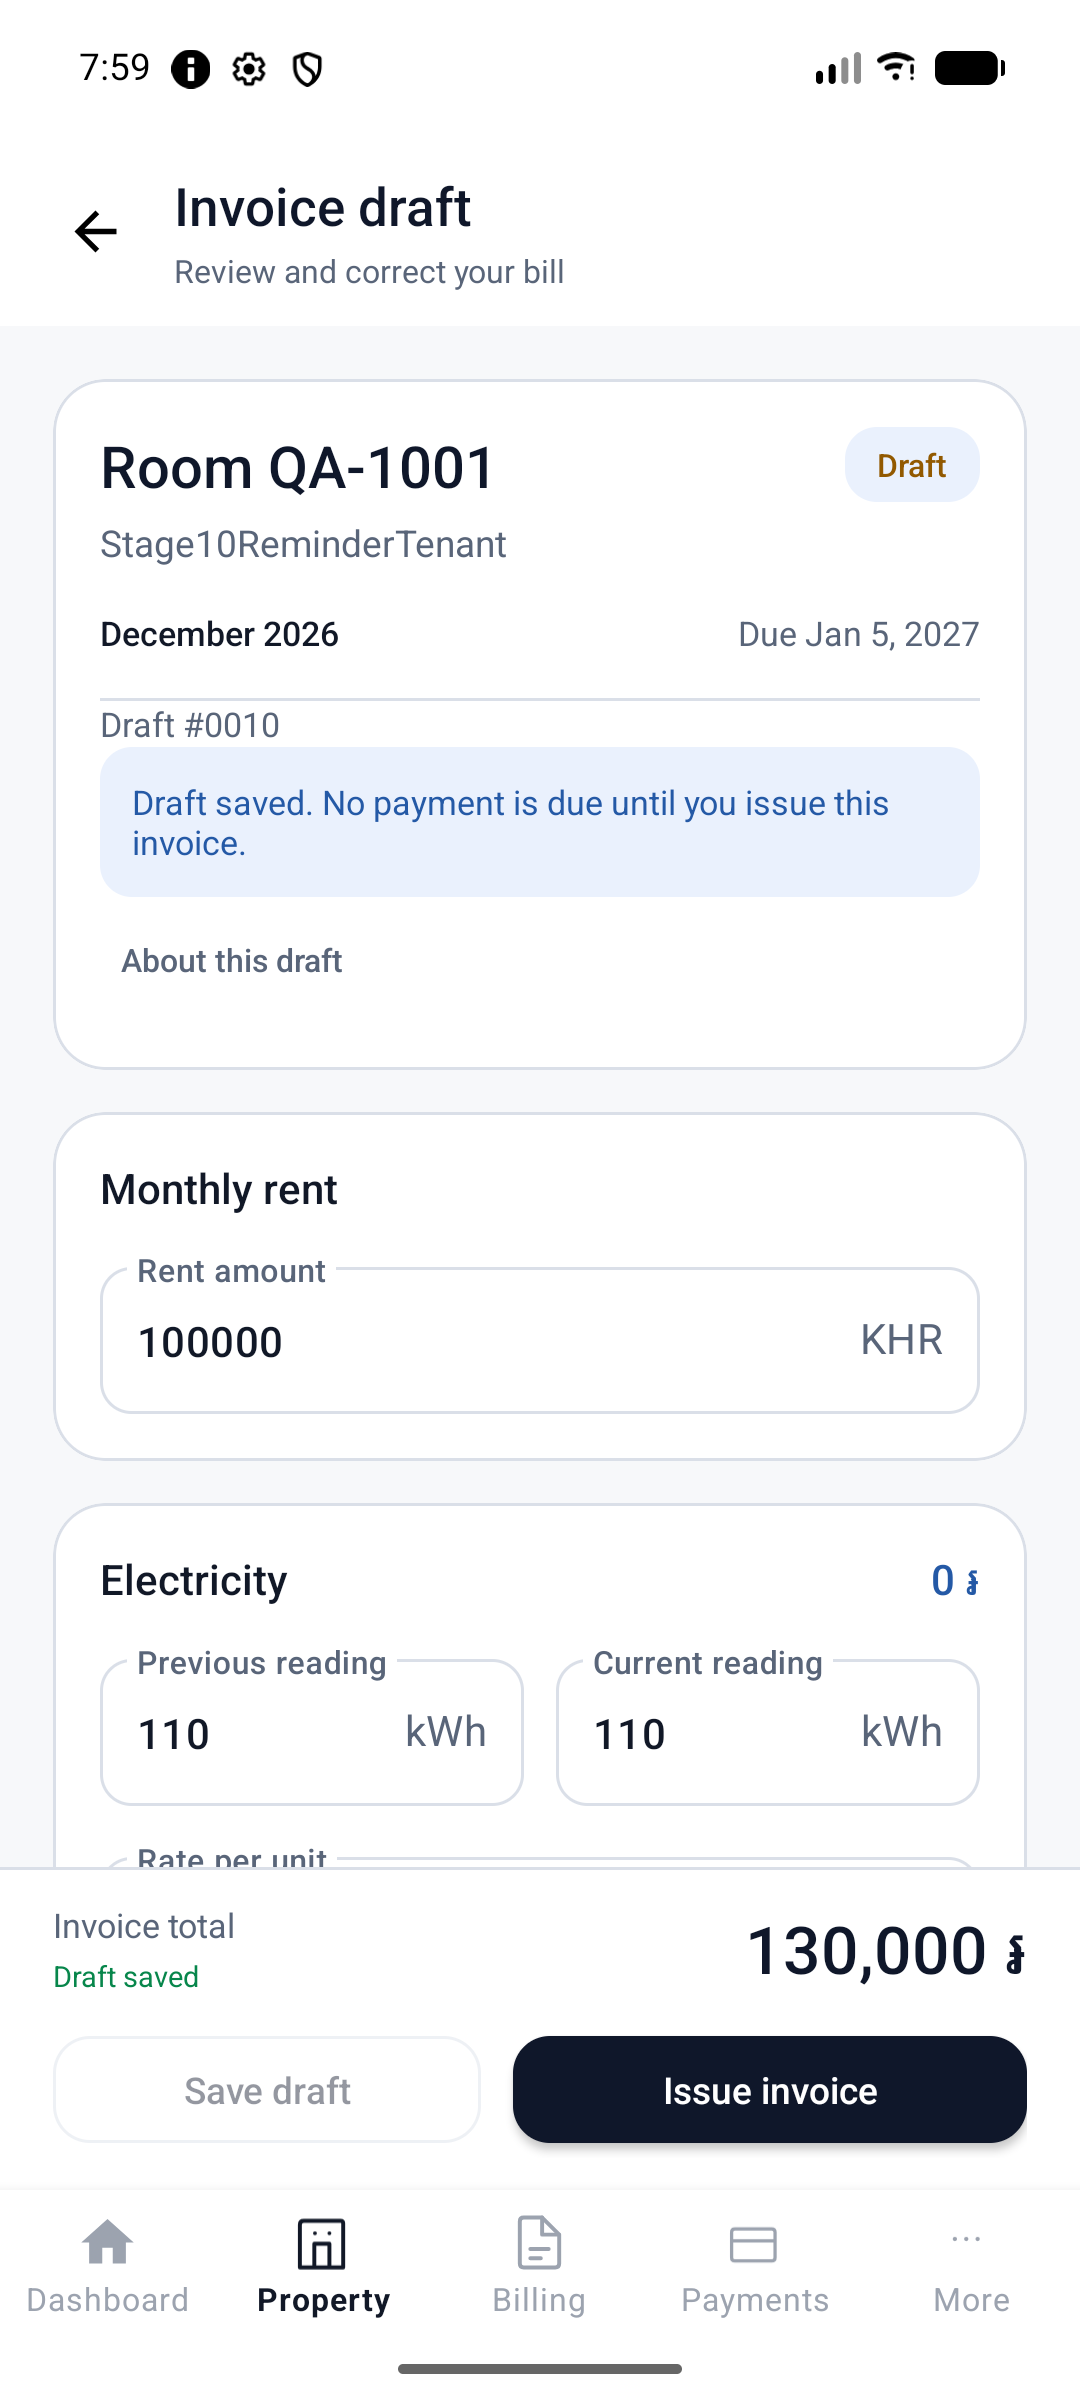 7:59
Invoice draft
Review and correct your bill
Room QA-1001
Draft
Stage10ReminderTenant
December 2026
Due Jan 5, 2027
Draft #0010
Draft saved. No payment is due until you issue this
invoice.
About this draft
Monthly rent
Rent amount
100000 KHR
Electricity
0 ៛
Previous reading
110 kWh
Current reading
110 kWh
Rate per unit
Invoice total
130,000 ៛
Draft saved
Save draft
Issue invoice
Dashboard
Property
Billing
Payments
More